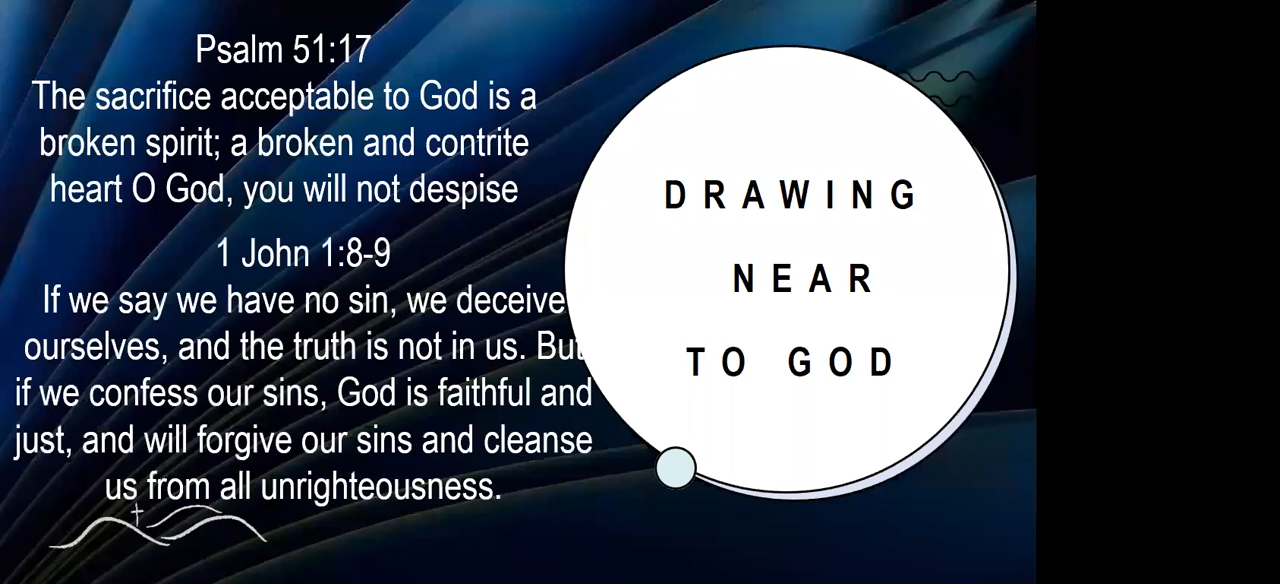 Psalm 51:17
The sacrifice acceptable to God is a
broken spirit; a broken and contrite
heart O God, you will not despise
1 John 1:8-9
If we say we have no sin, we deceive
ourselves, and the truth is not in us. But
if we confess our sins, God is faithful and
just, and will forgive our sins and cleanse
us from all unrighteousness.
DRAWING
NEAR
TO GOD